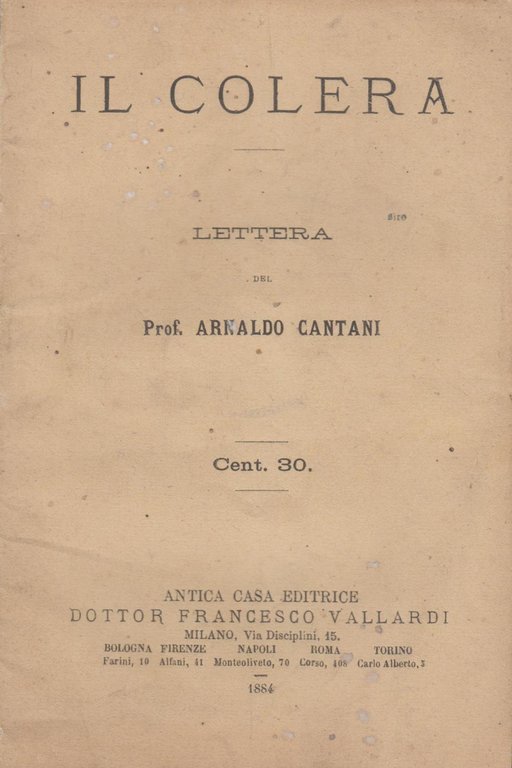 IL COLERA
LETTERA
DEL
Prof. ARNALDO CANTANI
Cent. 30.
ANTICA CASA EDITRICE
DOTTOR FRANCESCO VALLARDI
MILANO, Via Disciplini, 15.
BOLOGNA FIRENZE NAPOLI ROMA TORINO
Farini, 10 Alfani, 41 Monteoliveto, 70 Corso, 408 Carlo Alberto, 5
1884